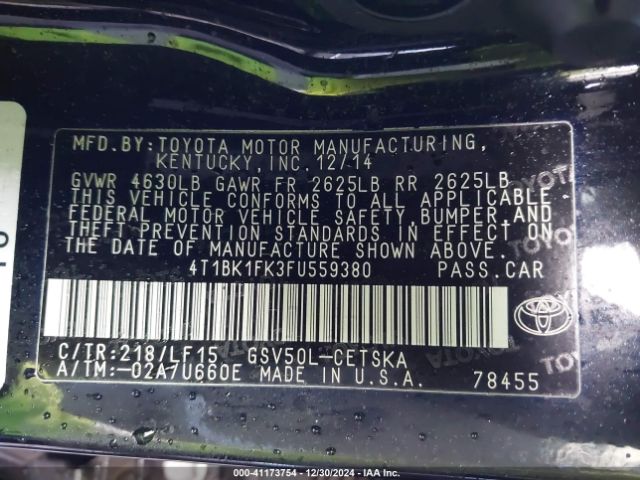 MFD. BY: TOYOTA MOTOR MANUFACTURING,
KENTUCKY, INC. 12/14
GVWR 4630LB GAWR FR 2625LB RR 2625LB
THIS VEHICLE CONFORMS TO ALL APPLICABLE
FEDERAL MOTOR VEHICLE SAFETY, BUMPER, AND
THEFT PREVENTION STANDARDS IN EFFECT ON
THE DATE OF MANUFACTURE SHOWN ABOVE.
4T1BK1FK3FU559380 PASS. CAR
C/TR: 218/LF15 GSV50L-CETSKA
A/TM: -02A/U660E MADE IN U.S.A. 78455
000-41173754 | 12/30/2024 - IAA Inc.